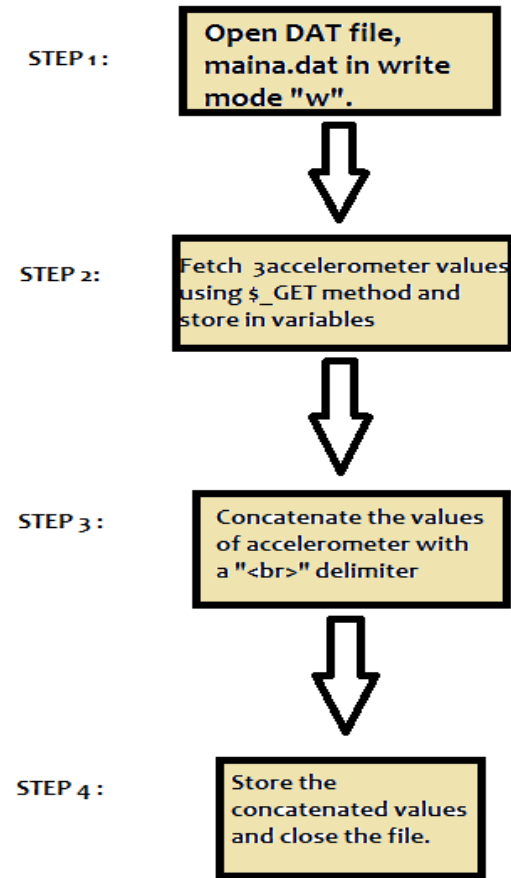 STEP 1 :
Open DAT file,
maina.dat in write
mode "w".
STEP 2:
Fetch 3accelerometer values
using $_GET method and
store in variables
STEP 3 :
Concatenate the values
of accelerometer with
a "<br>" delimiter
STEP 4 :
Store the
concatenated values
and close the file.